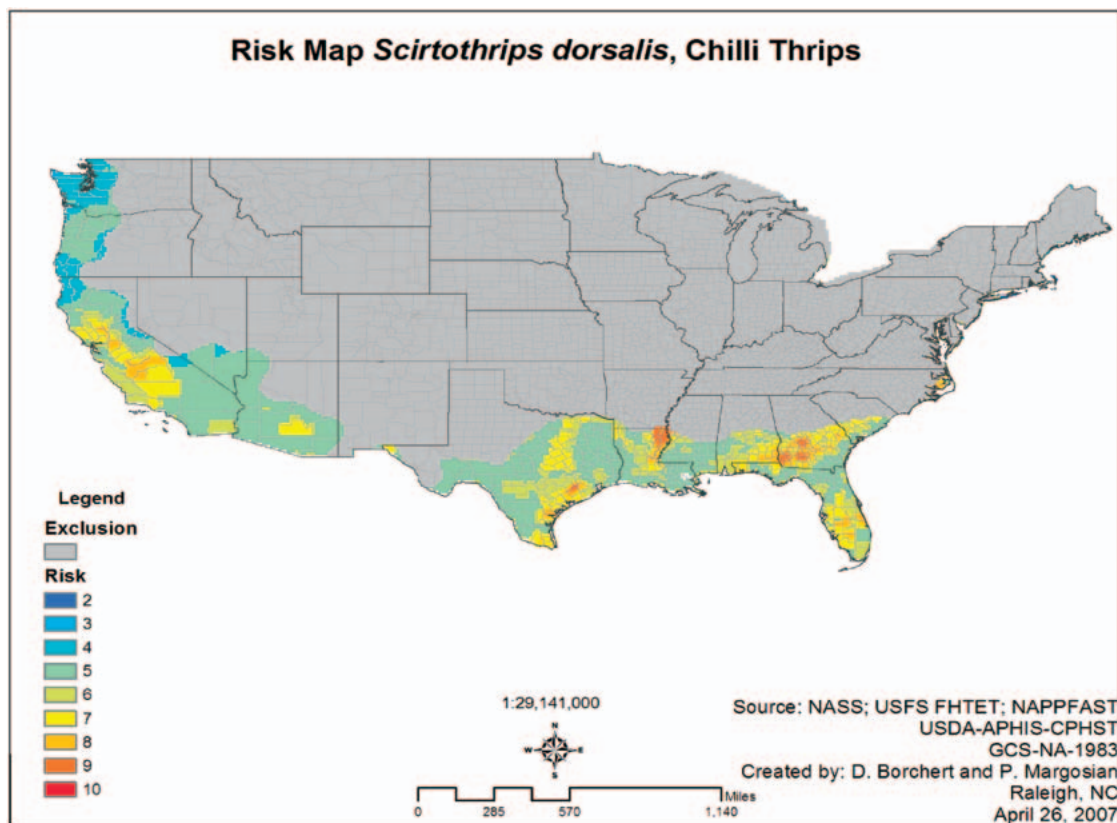 Risk Map Scirtothrips dorsalis, Chilli Thrips
Legend
Exclusion
Risk
2
3
4
5
6
7
8
9
10
1:29,141,000
N
W E
S
0 285 570 1,140 Miles
Source: NASS; USFS FHTET; NAPPFAST
USDA-APHIS-CPHST
GCS-NA-1983
Created by: D. Borchert and P. Margosian
Raleigh, NC
April 26, 2007